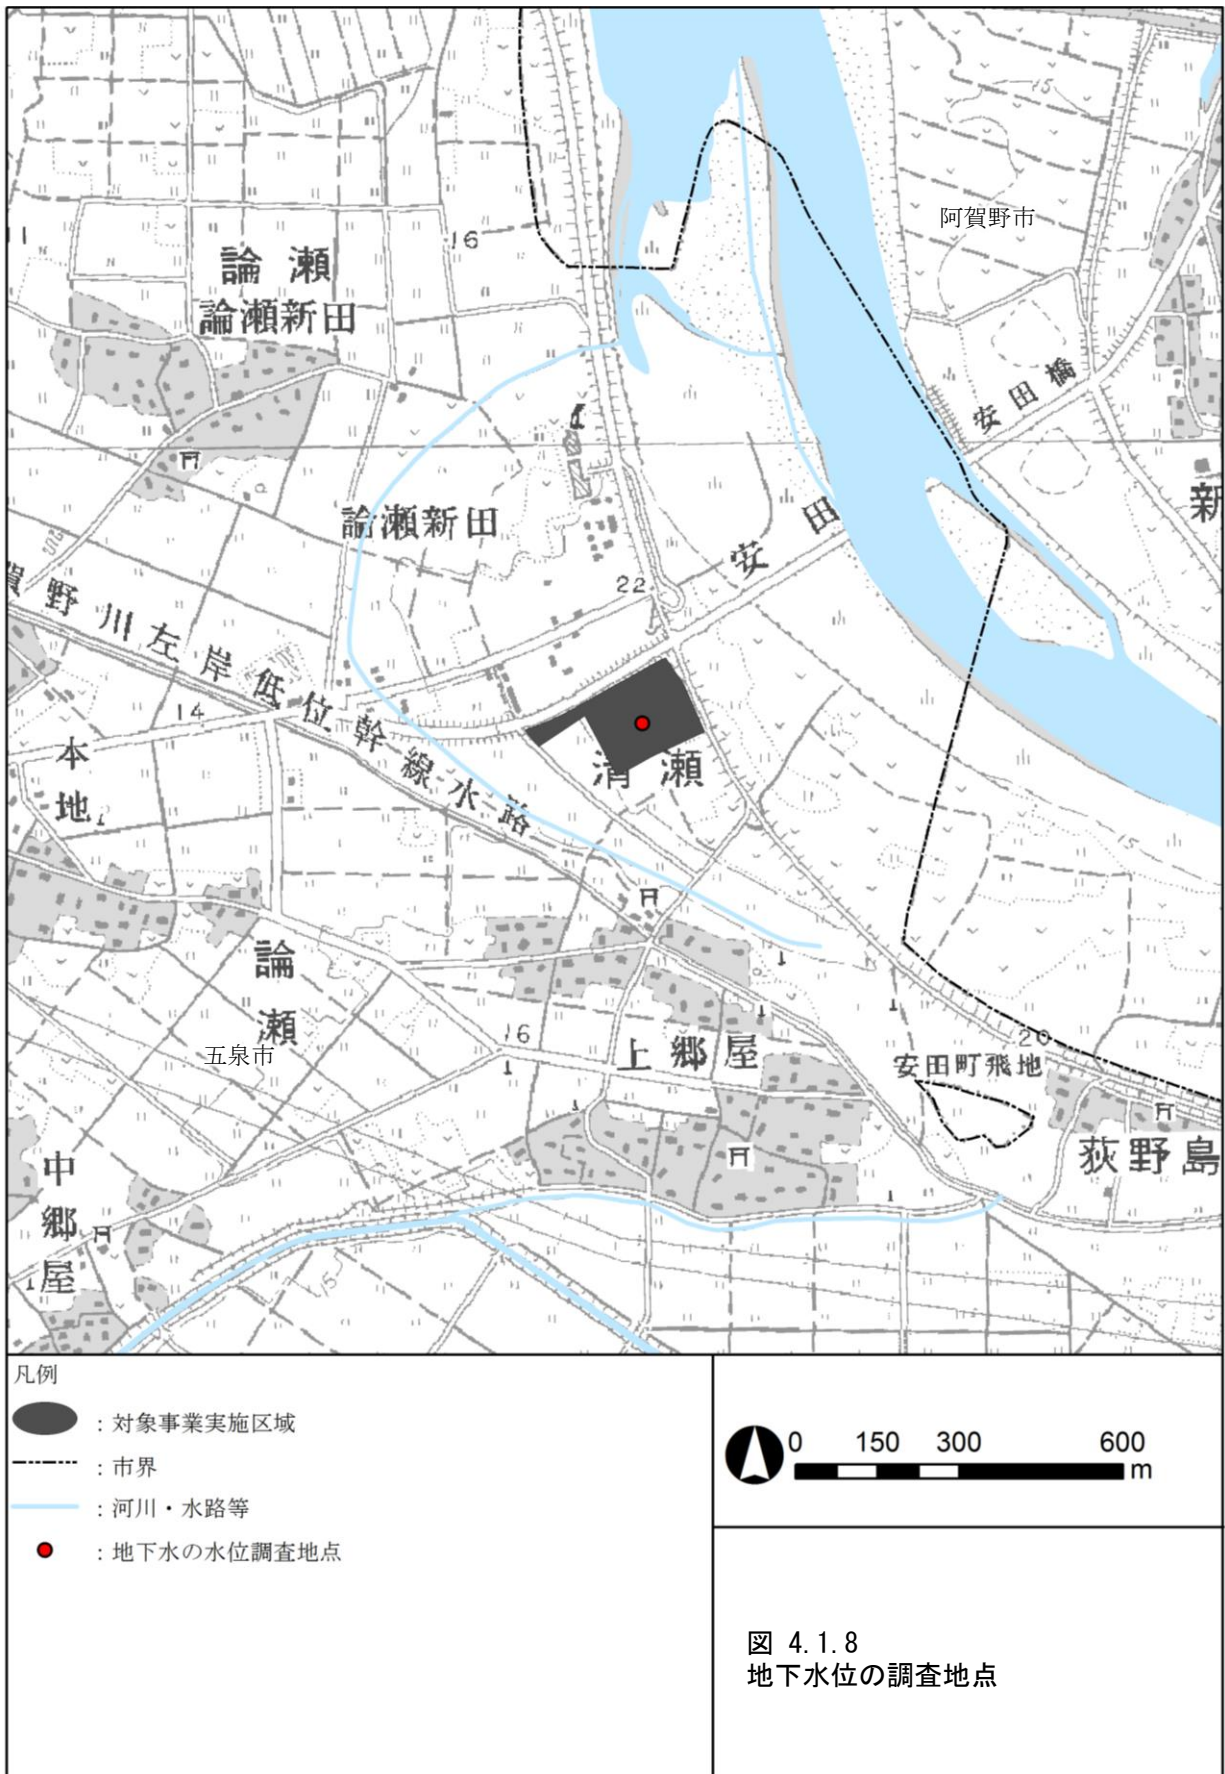 15
阿賀野市
16
論瀬
論瀬新田
安田橋
新
論瀬新田
安田
22
賀野川左岸低位幹線水路
14
本地
清瀬
15
論瀬
16
五泉市
上郷屋
20
安田町飛地
荻野島
中郷屋
15
凡例
：対象事業実施区域
：市界
：河川・水路等
：地下水の水位調査地点
0 150 300 600
m
図 4.1.8
地下水位の調査地点